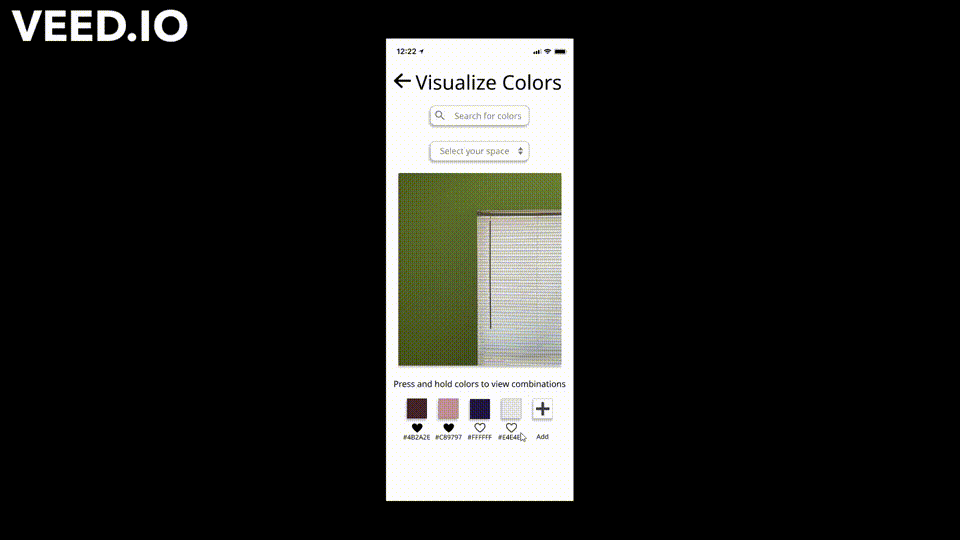 VEED.IO
12:22
Visualize Colors
Search for colors
Select your space
Press and hold colors to view combinations
#4B2A2E #CB9797 #FFFFFF #E4E4E
Add